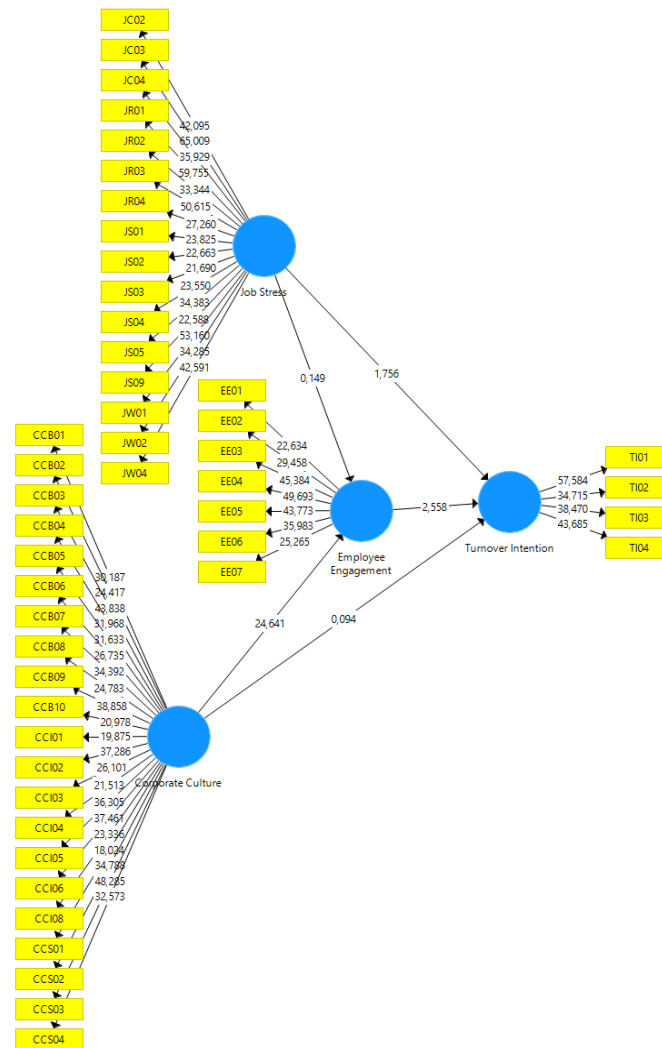 JC02
JC03
JC04
JR01
JR02
JR03
JR04
JS01
JS02
JS03
JS04
JS05
JS09
JW01
JW02
JW04
42,095
65,009
35,929
59,755
33,344
50,615
27,260
23,825
22,663
21,690
23,550
34,383
22,588
53,160
34,285
42,591
Job Stress
0,149
1,756
EE01
EE02
EE03
EE04
EE05
EE06
EE07
22,634
29,458
45,384
49,693
43,773
35,983
25,265
Employee
Engagement
2,558
Turnover Intention
57,584
34,715
38,470
43,685
TI01
TI02
TI03
TI04
24,641
0,094
CCB01
CCB02
CCB03
CCB04
CCB05
CCB06
CCB07
CCB08
CCB09
CCB10
CCI01
CCI02
CCI03
CCI04
CCI05
CCI06
CCI08
CCS01
CCS02
CCS03
CCS04
30,187
24,417
43,838
31,968
31,633
26,735
34,392
24,783
38,858
20,978
19,875
37,286
26,101
21,513
36,305
37,461
23,336
18,024
34,788
48,285
32,573
Corporate Culture